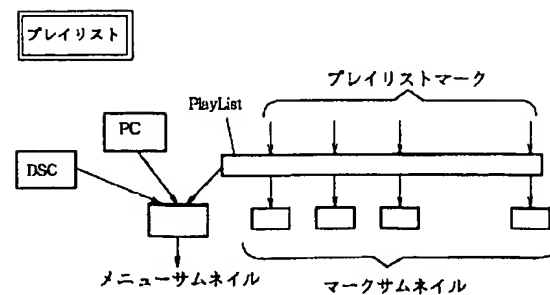 プレイリスト
プレイリストマーク
PlayList
PC
DSC
メニューサムネイル
マークサムネイル